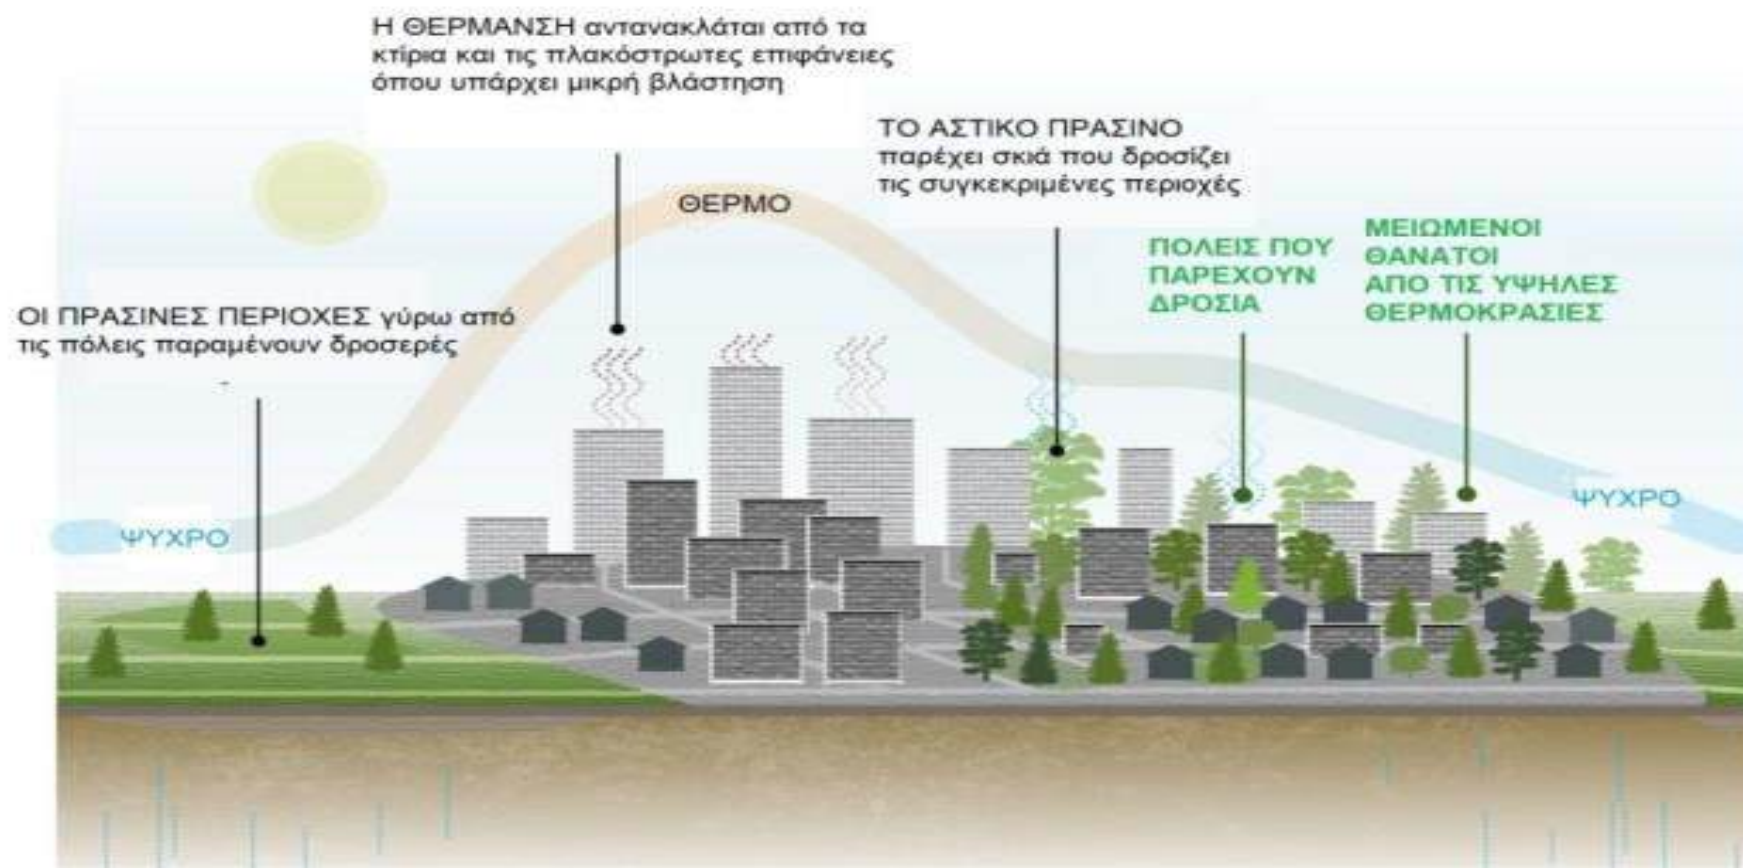 Η ΘΕΡΜΑΝΣΗ αντανακλάται από τα
κτίρια και τις πλακόστρωτες επιφάνειες
όπου υπάρχει μικρή βλάστηση
ΤΟ ΑΣΤΙΚΟ ΠΡΑΣΙΝΟ
παρέχει σκιά που δροσίζει
τις συγκεκριμένες περιοχές
ΘΕΡΜΟ
ΠΟΛΕΙΣ ΠΟΥ
ΠΑΡΕΧΟΥΝ
ΔΡΟΣΙΑ
ΜΕΙΩΜΕΝΟΙ
ΘΑΝΑΤΟΙ
ΑΠΟ ΤΙΣ ΥΨΗΛΕΣ
ΘΕΡΜΟΚΡΑΣΙΕΣ
ΟΙ ΠΡΑΣΙΝΕΣ ΠΕΡΙΟΧΕΣ γύρω από
τις πόλεις παραμένουν δροσερές
ΨΥΧΡΟ
ΨΥΧΡΟ